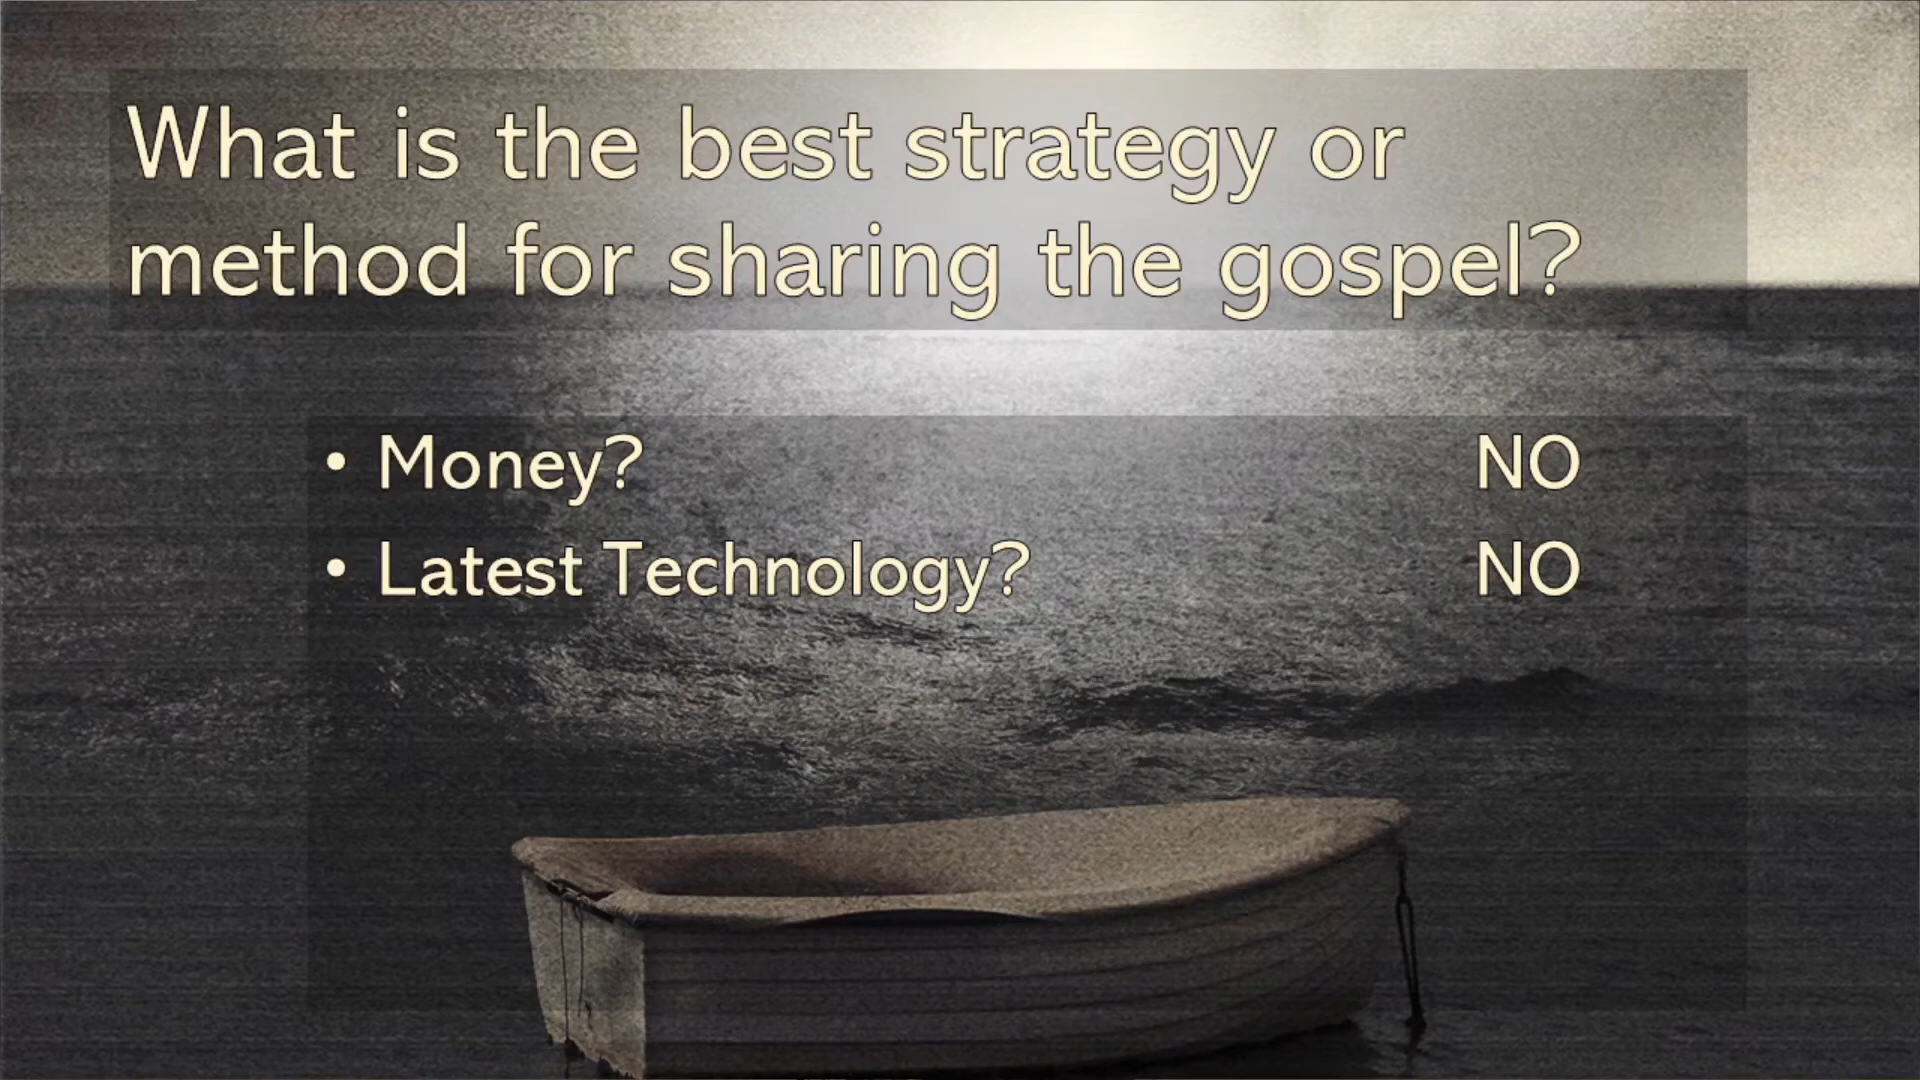 What is the best strategy or
method for sharing the gospel?
• Money? NO
• Latest Technology? NO